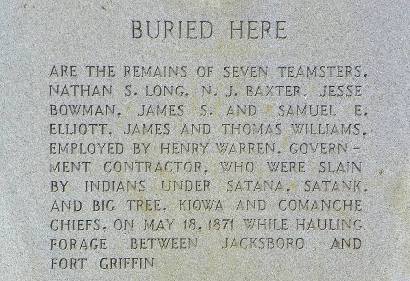 BURIED HERE
ARE THE REMAINS OF SEVEN TEAMSTERS,
NATHAN S. LONG, N. J. BAXTER, JESSE
BOWMAN, JAMES S. AND SAMUEL E.
ELLIOTT, JAMES AND THOMAS WILLIAMS,
EMPLOYED BY HENRY WARREN, GOVERN-
MENT CONTRACTOR, WHO WERE SLAIN
BY INDIANS UNDER SATANA, SATANK,
AND BIG TREE, KIOWA AND COMANCHE
CHIEFS, ON MAY 18, 1871 WHILE HAULING
FORAGE BETWEEN JACKSBORO AND
FORT GRIFFIN